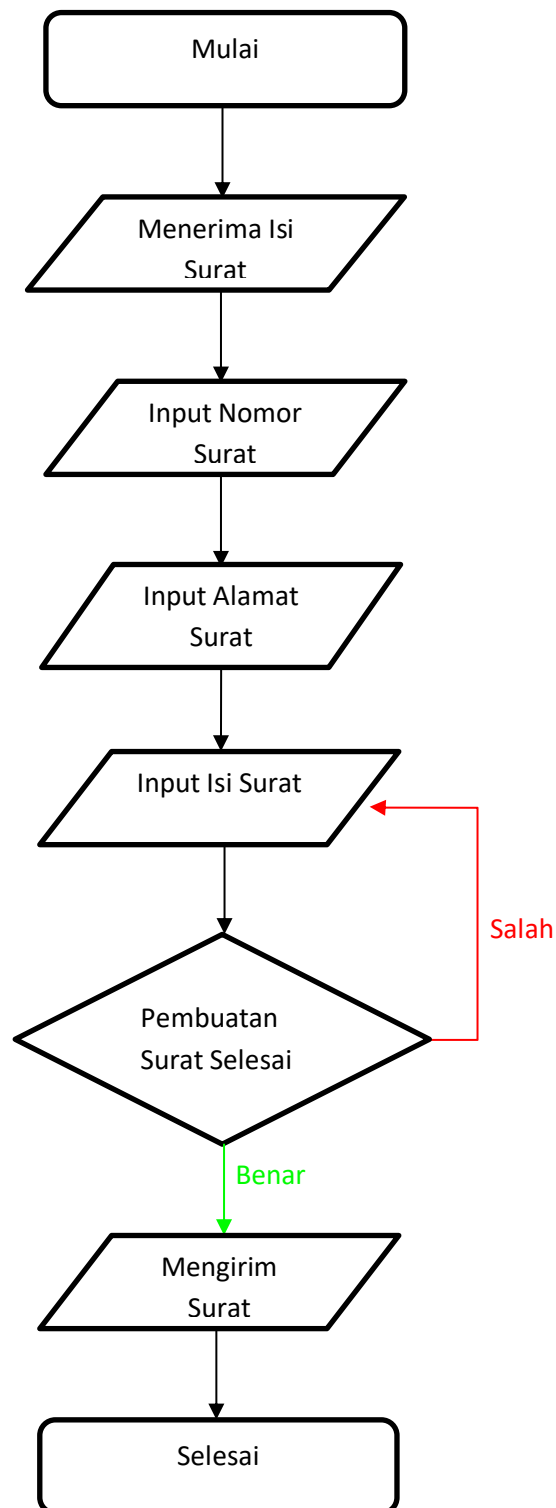 Mulai
Menerima Isi
Surat
Input Nomor
Surat
Input Alamat
Surat
Input Isi Surat
Salah
Pembuatan
Surat Selesai
Benar
Mengirim
Surat
Selesai